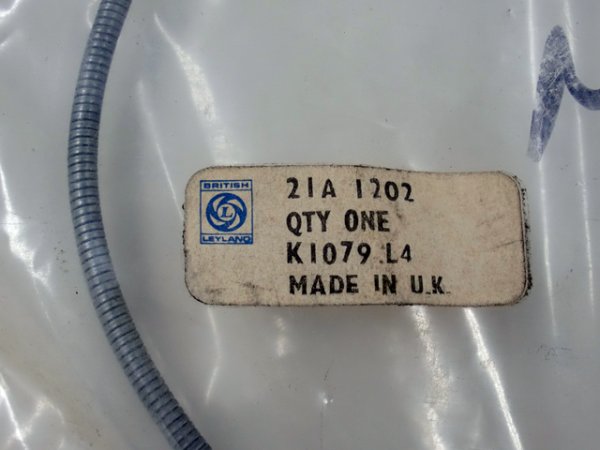 BRITISH
L
LEYLAND
21A 1202
QTY ONE
K1079 L4
MADE IN U.K